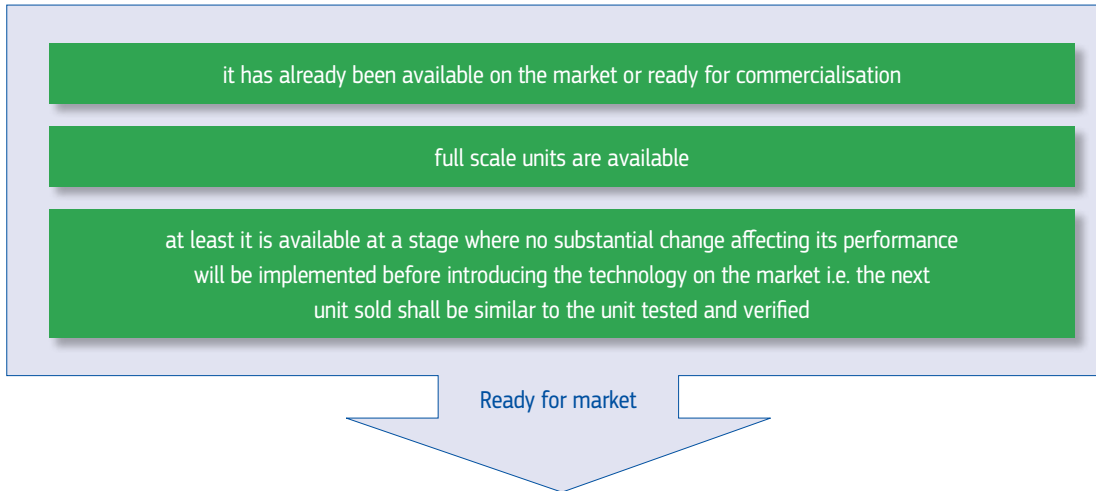 it has already been available on the market or ready for commercialisation
full scale units are available
at least it is available at a stage where no substantial change affecting its performance
will be implemented before introducing the technology on the market i.e. the next
unit sold shall be similar to the unit tested and verified
Ready for market